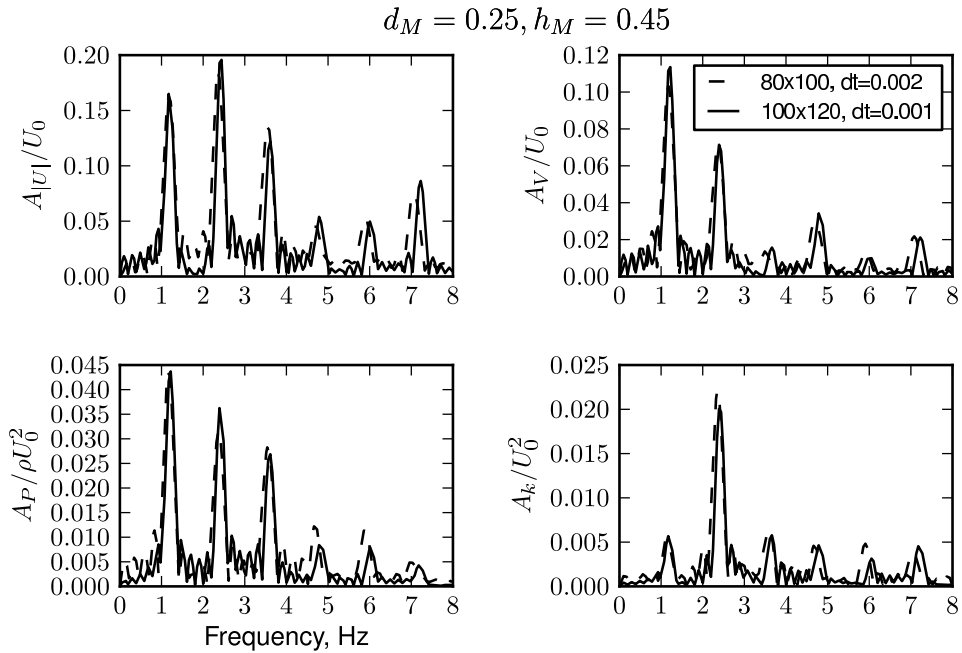 d_M = 0.25, h_M = 0.45
0.20
0.15
0.10
0.05
0.00
A_|U|/U_0
0 1 2 3 4 5 6 7 8
0.12
0.10
0.08
0.06
0.04
0.02
0.00
A_V/U_0
80x100, dt=0.002
100x120, dt=0.001
0 1 2 3 4 5 6 7 8
0.045
0.040
0.035
0.030
0.025
0.020
0.015
0.010
0.005
0.000
A_P/ρU_0^2
0 1 2 3 4 5 6 7 8
Frequency, Hz
0.025
0.020
0.015
0.010
0.005
0.000
A_k/U_0^2
0 1 2 3 4 5 6 7 8